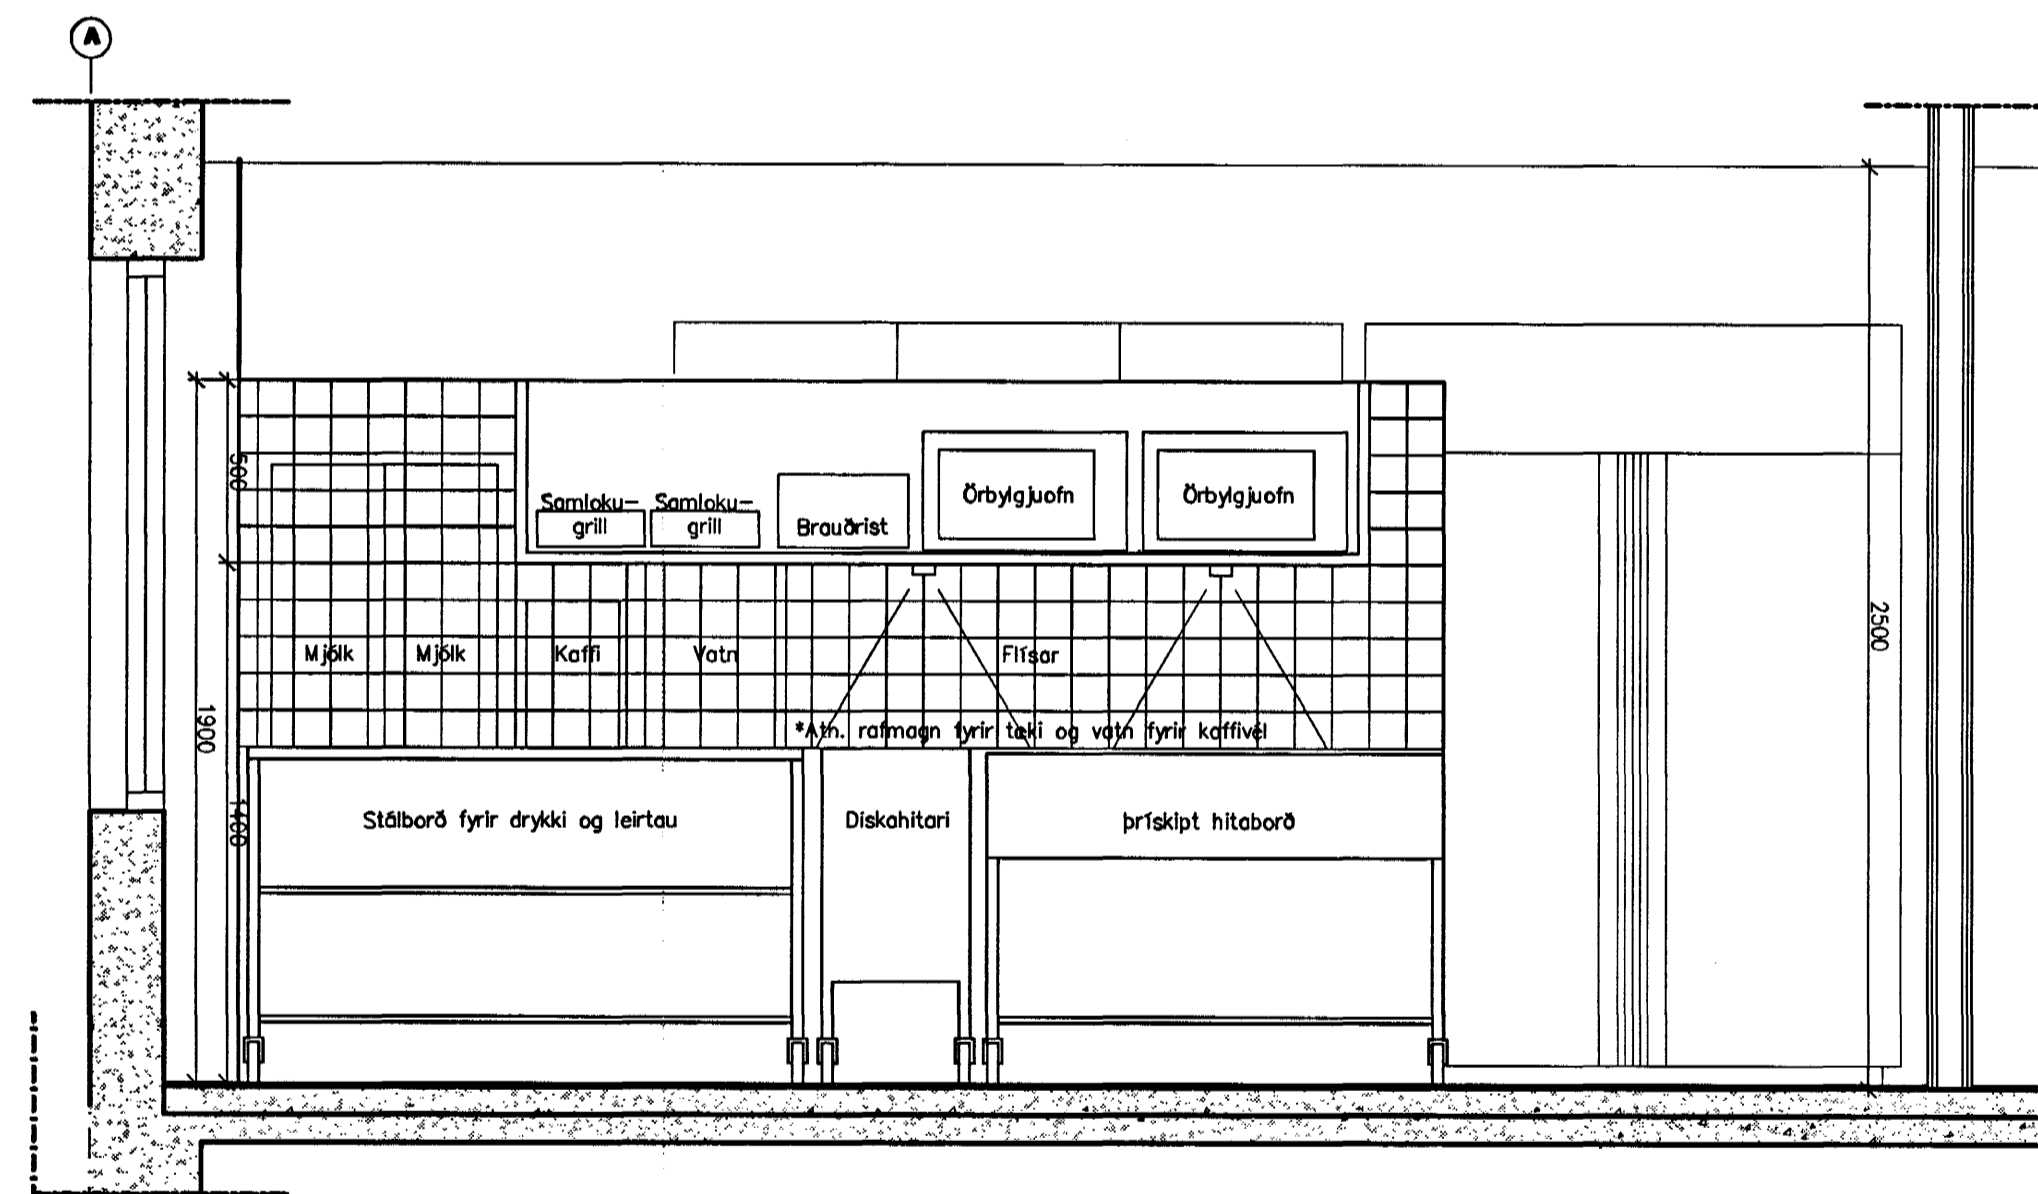 A
500
Samloku-
grill
Samloku-
grill
Brauðrist
Örbylgjuofn
Örbylgjuofn
2500
Mjólk
Mjólk
Kaffi
Vatn
Flísar
1900
*Ath. rafmagn fyrir tæki og vatn fyrir kaffivél
1400
Stálborð fyrir drykki og leirtau
Diskahitari
Þrískipt hitaborð